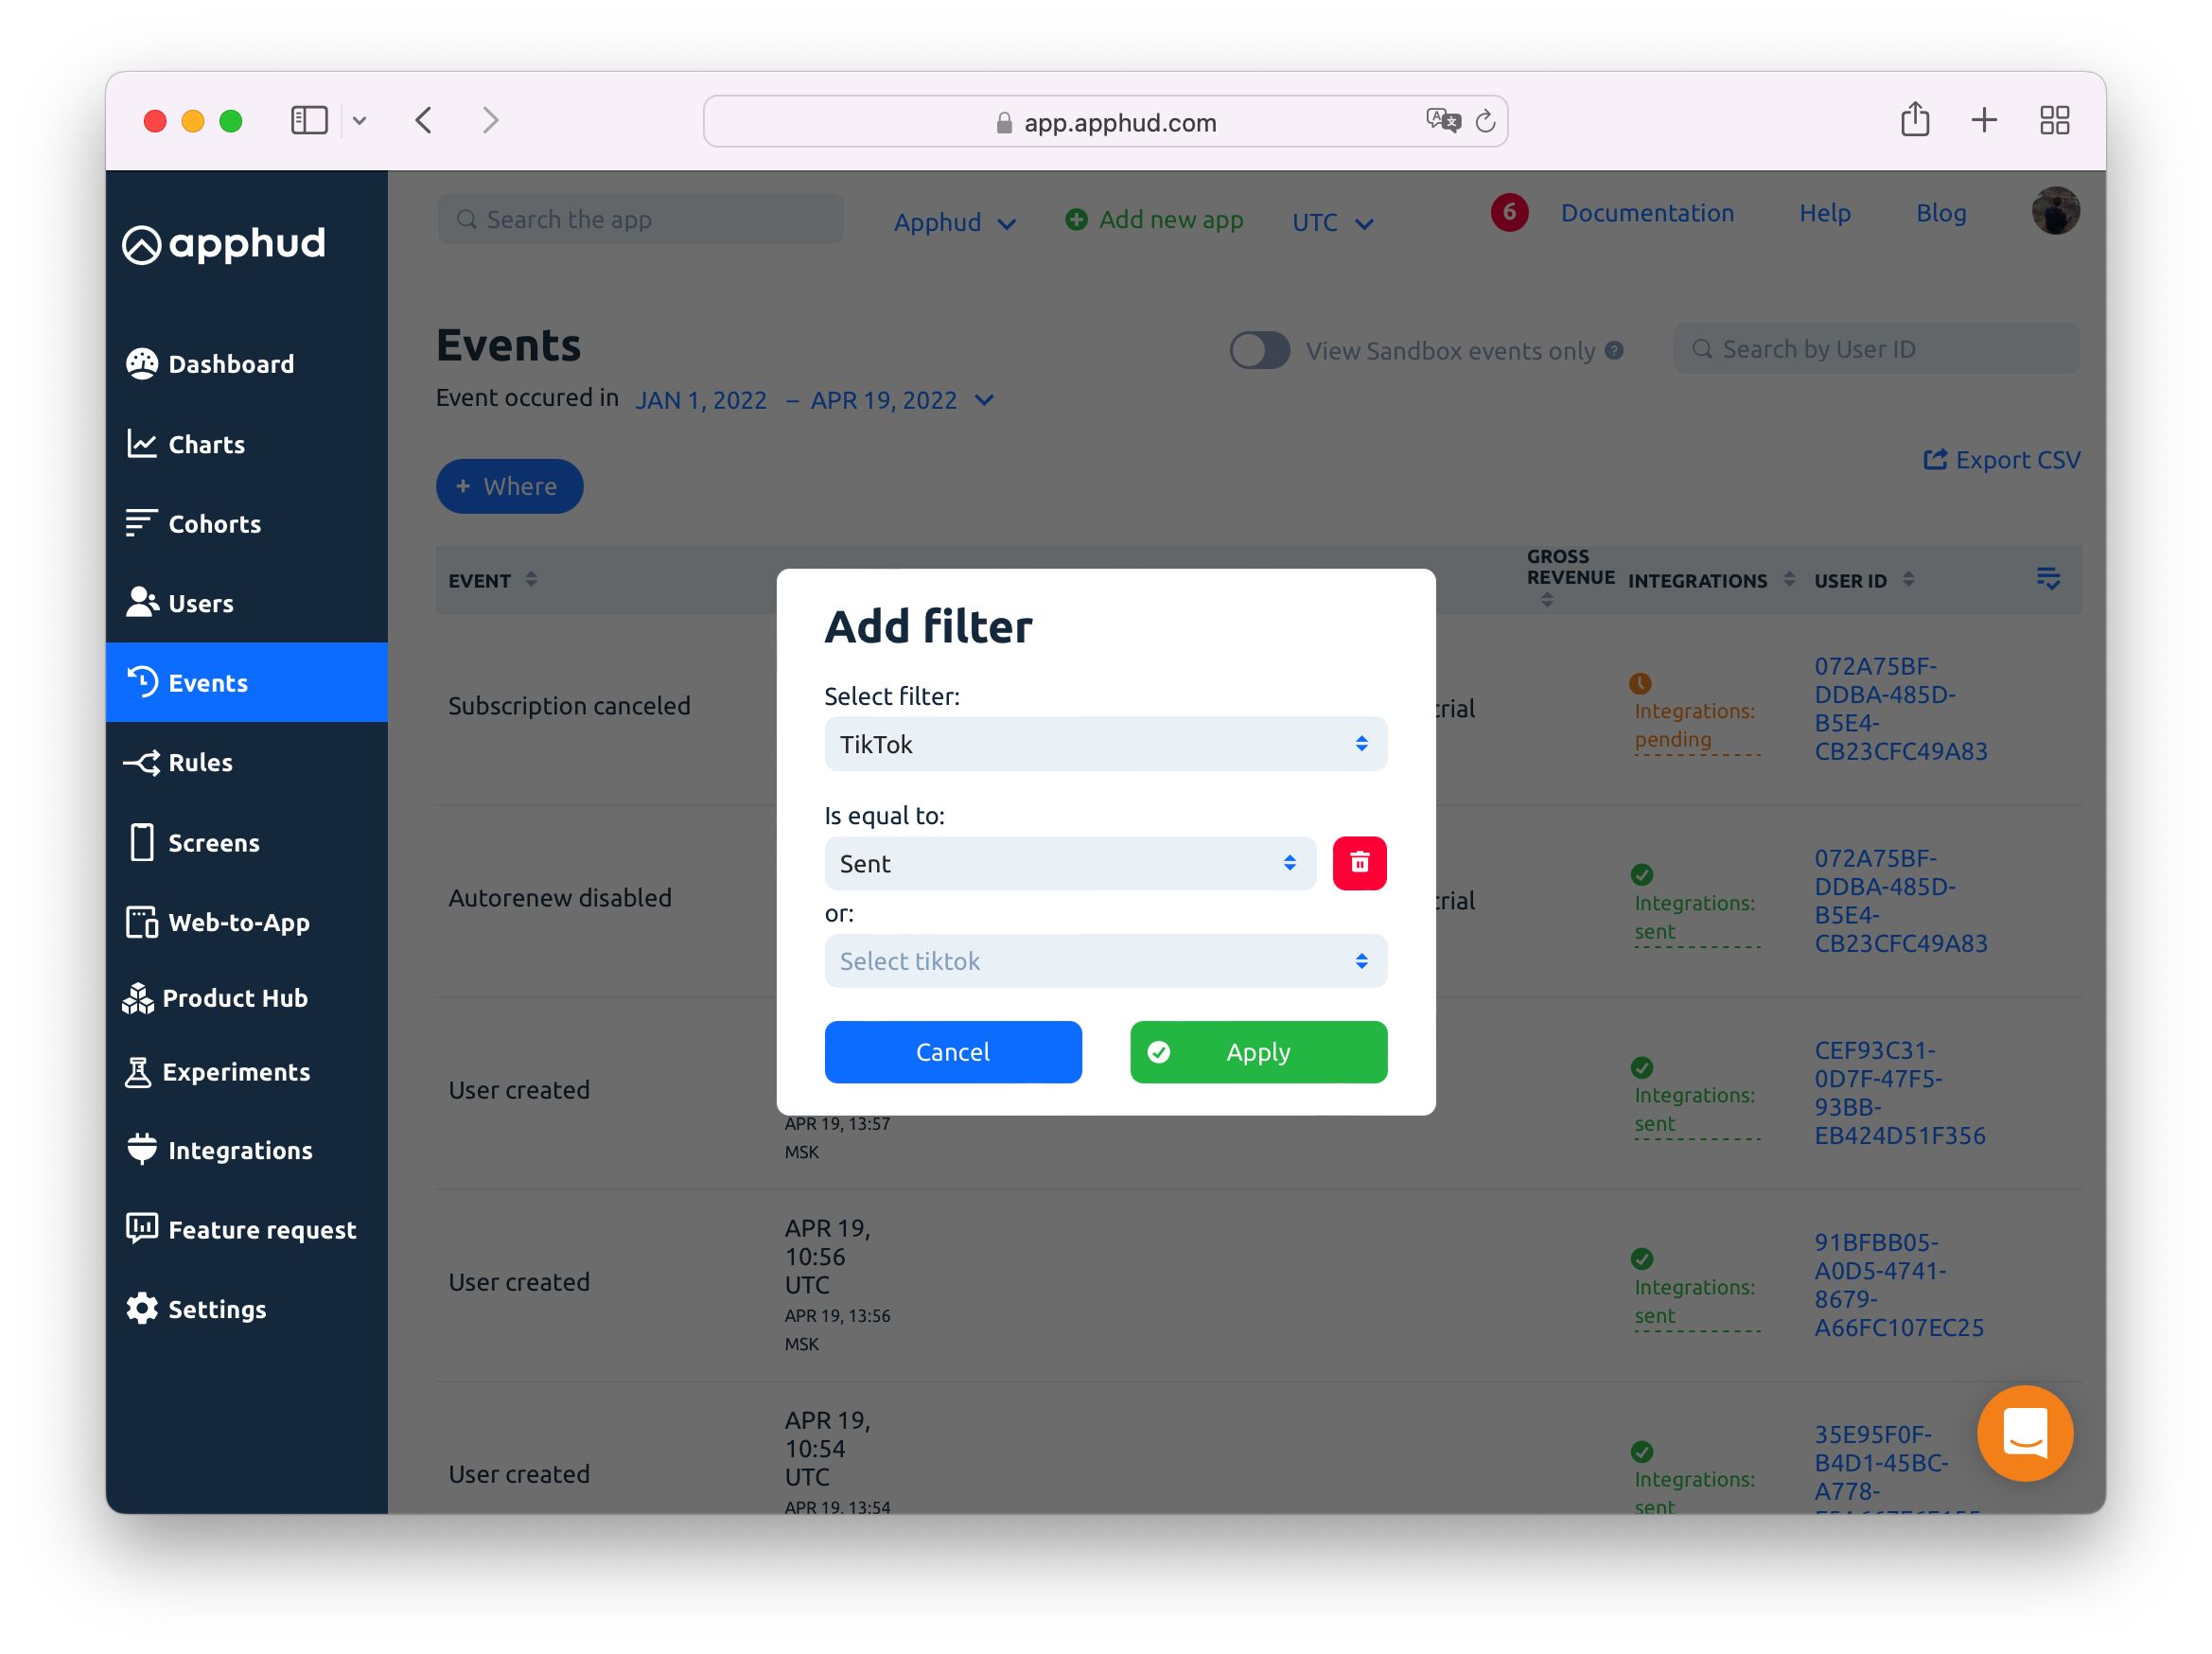 app.apphud.com
apphud
Dashboard
Charts
Cohorts
Users
Events
Rules
Screens
Web-to-App
Product Hub
Experiments
Integrations
Feature request
Settings
Search the app
Apphud
Add new app
UTC
6
Documentation
Help
Blog
Events
View Sandbox events only ?
Search by User ID
Event occured in JAN 1, 2022 – APR 19, 2022
+ Where
Export CSV
EVENT
GROSS
REVENUE
INTEGRATIONS
USER ID
Add filter
Select filter:
TikTok
Is equal to:
Sent
or:
Select tiktok
Cancel
Apply
Subscription canceled
trial
Integrations:
pending
072A75BF-
DDBA-485D-
B5E4-
CB23CFC49A83
Autorenew disabled
trial
Integrations:
sent
072A75BF-
DDBA-485D-
B5E4-
CB23CFC49A83
User created
APR 19, 13:57
MSK
Integrations:
sent
CEF93C31-
0D7F-47F5-
93BB-
EB424D51F356
User created
APR 19,
10:56
UTC
APR 19, 13:56
MSK
Integrations:
sent
91BFBB05-
A0D5-4741-
8679-
A66FC107EC25
User created
APR 19,
10:54
UTC
APR 19, 13:54
Integrations:
sent
35E95F0F-
B4D1-45BC-
A778-